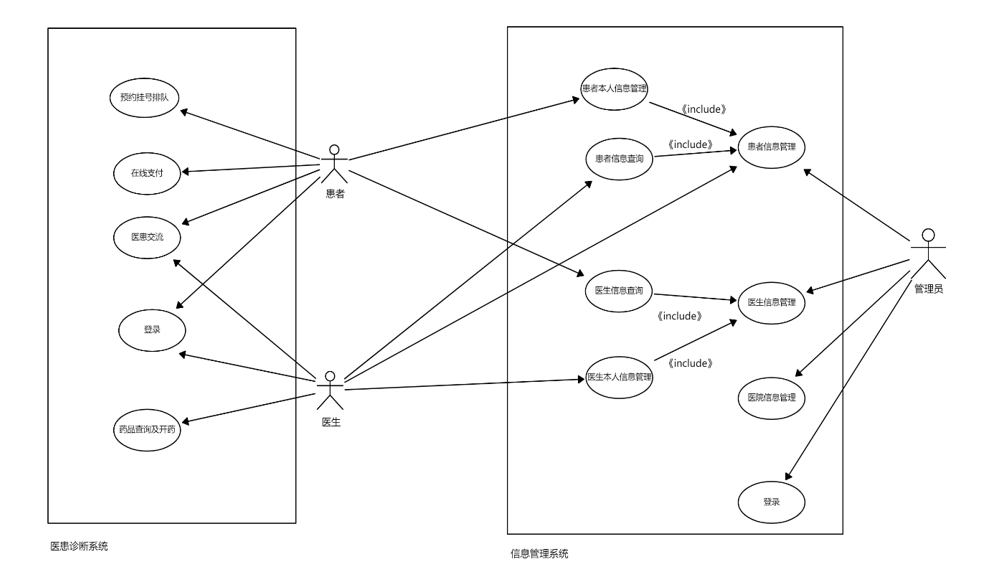 预约挂号排队
在线支付
医患交流
登录
药品查询及开药
医患诊断系统
患者
医生
患者本人信息管理
《include》
患者信息查询
《include》
患者信息管理
医生信息查询
《include》
医生信息管理
医生本人信息管理
《include》
医院信息管理
登录
信息管理系统
管理员